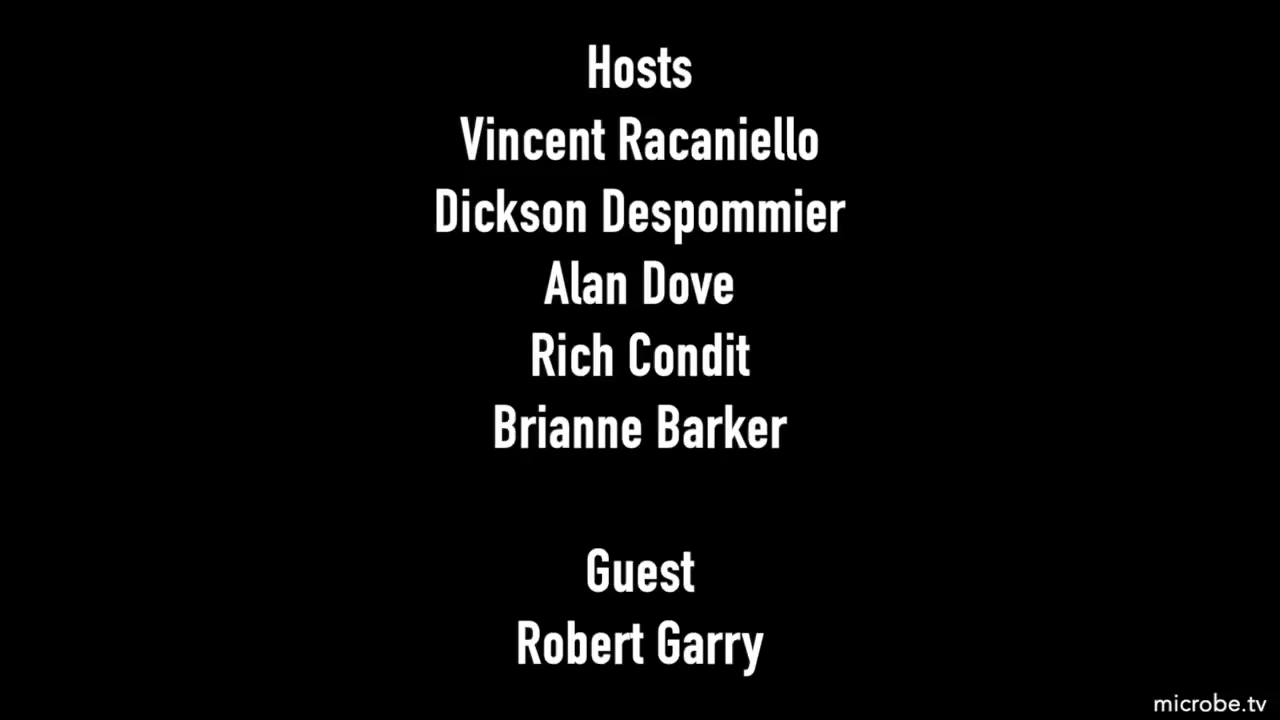 Hosts
Vincent Racaniello
Dickson Despommier
Alan Dove
Rich Condit
Brianne Barker
Guest
Robert Garry
microbe.tv